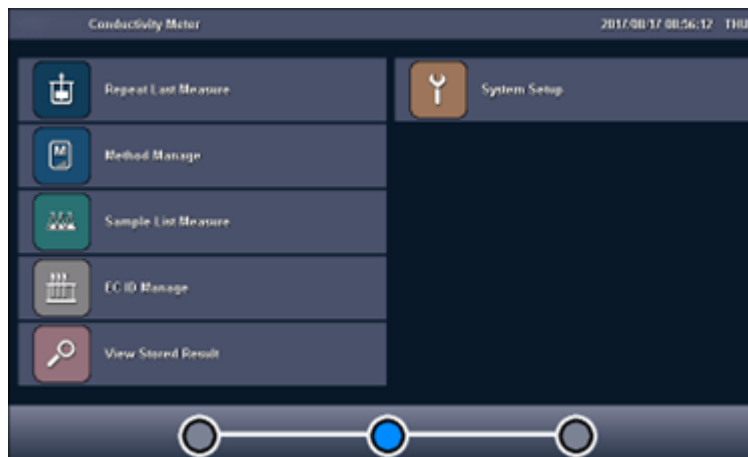 Conductivity Meter 2017/08/17 08:56:12 THU
Repeat Last Measure
System Setup
M
Method Manage
Sample List Measure
EC ID Manage
View Stored Result